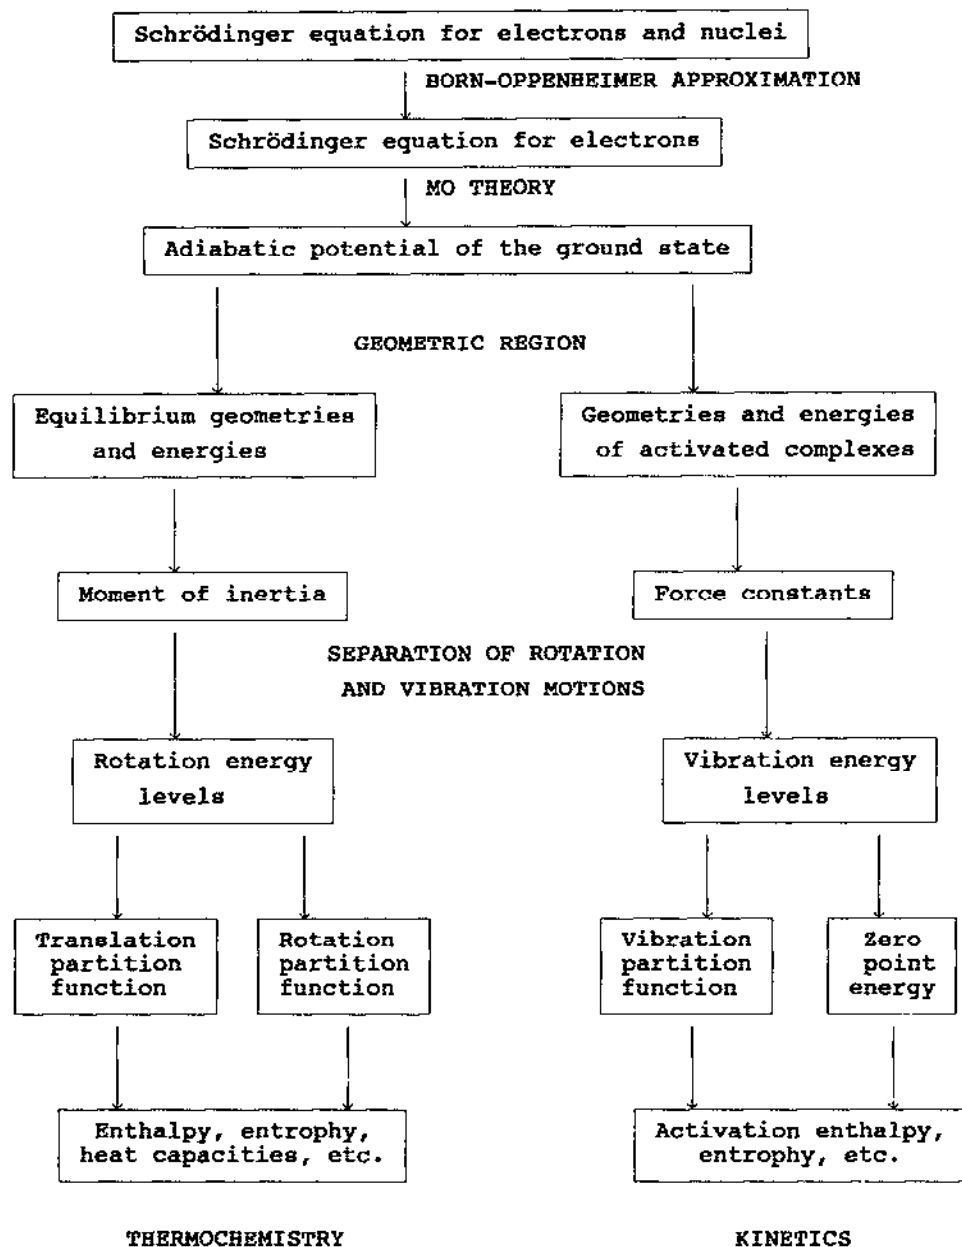 Schrödinger equation for electrons and nuclei
BORN-OPPENHEIMER APPROXIMATION
Schrödinger equation for electrons
MO THEORY
Adiabatic potential of the ground state
GEOMETRIC REGION
Equilibrium geometries
and energies
Geometries and energies
of activated complexes
Moment of inertia
Force constants
SEPARATION OF ROTATION
AND VIBRATION MOTIONS
Rotation energy
levels
Vibration energy
levels
Translation
partition
function
Rotation
partition
function
Vibration
partition
function
Zero
point
energy
Enthalpy, entrophy,
heat capacities, etc.
Activation enthalpy,
entrophy, etc.
THERMOCHEMISTRY
KINETICS